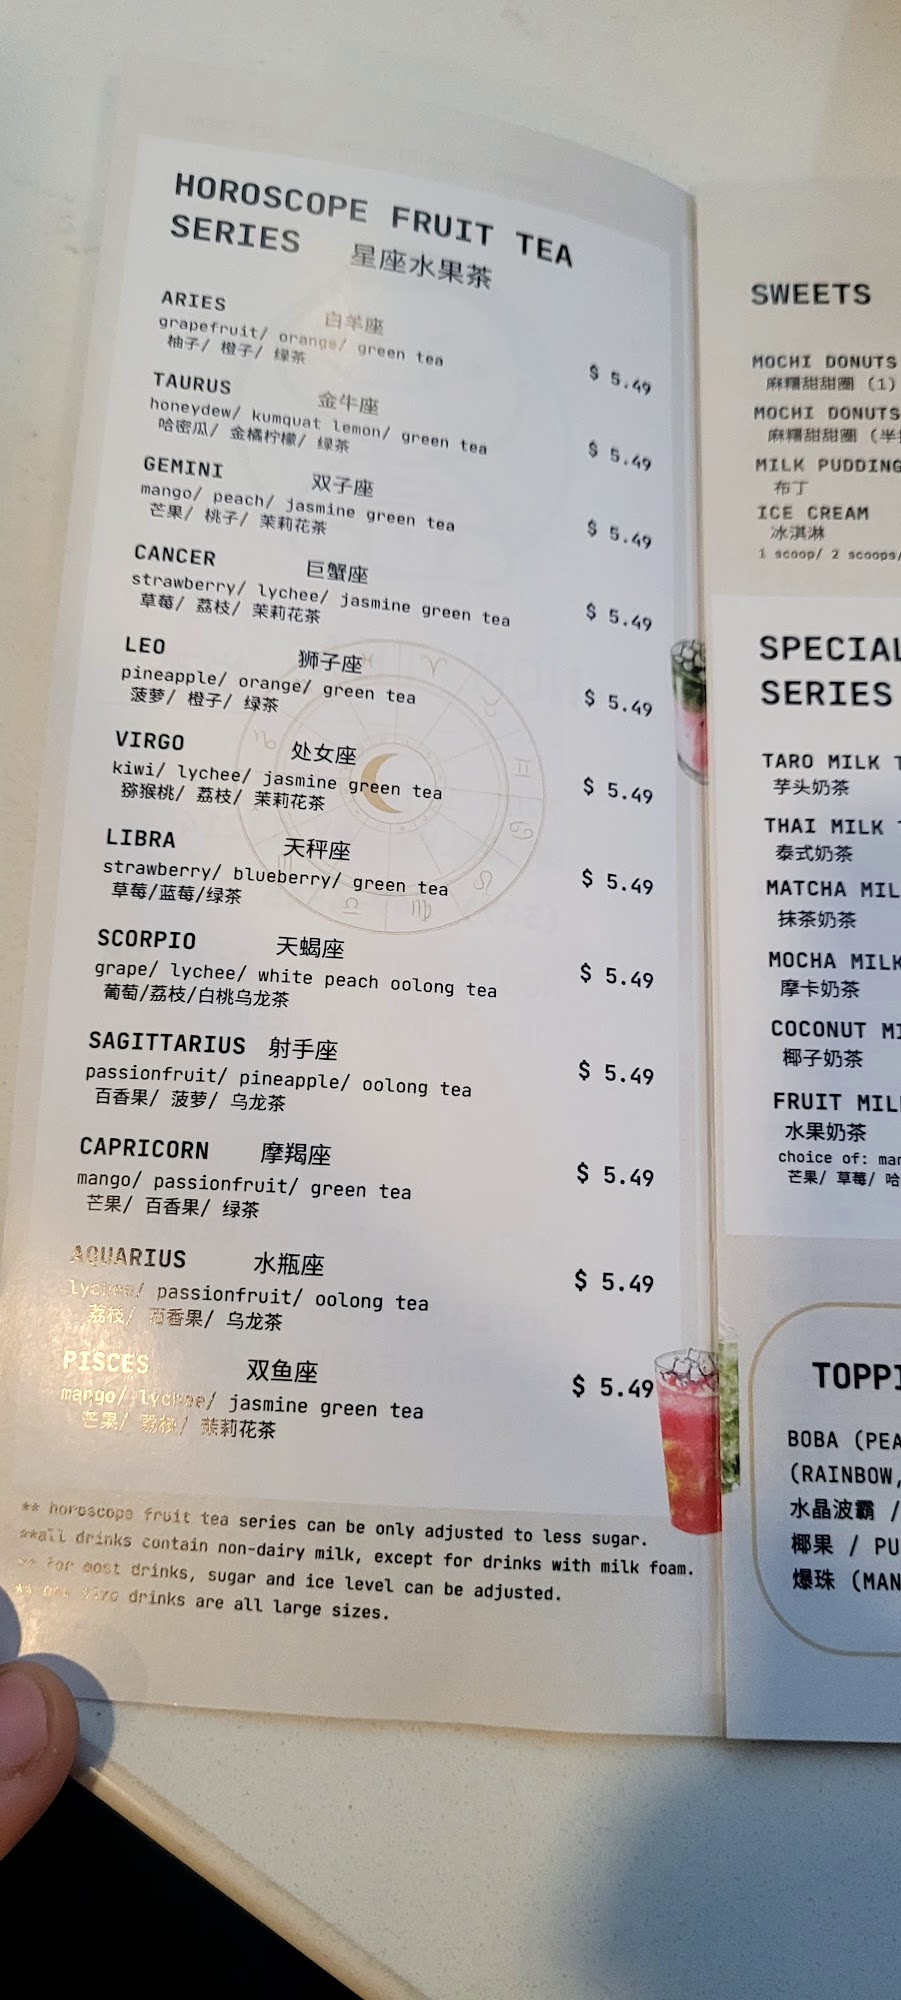 HOROSCOPE FRUIT TEA
SERIES 星座水果茶
ARIES 白羊座
grapefruit/ orange/ green tea
柚子/ 橙子/ 绿茶
$ 5.49
TAURUS 金牛座
honeydew/ kumquat lemon/ green tea
哈密瓜/ 金橘柠檬/ 绿茶
$ 5.49
GEMINI 双子座
mango/ peach/ jasmine green tea
芒果/ 桃子/ 茉莉花茶
$ 5.49
CANCER 巨蟹座
strawberry/ lychee/ jasmine green tea
草莓/ 荔枝/ 茉莉花茶
$ 5.49
LEO 狮子座
pineapple/ orange/ green tea
菠萝/ 橙子/ 绿茶
$ 5.49
VIRGO 处女座
kiwi/ lychee/ jasmine green tea
猕猴桃/ 荔枝/ 茉莉花茶
$ 5.49
LIBRA 天秤座
strawberry/ blueberry/ green tea
草莓/蓝莓/绿茶
$ 5.49
SCORPIO 天蝎座
grape/ lychee/ white peach oolong tea
葡萄/荔枝/白桃乌龙茶
$ 5.49
SAGITTARIUS 射手座
passionfruit/ pineapple/ oolong tea
百香果/ 菠萝/ 乌龙茶
$ 5.49
CAPRICORN 摩羯座
mango/ passionfruit/ green tea
芒果/ 百香果/ 绿茶
$ 5.49
AQUARIUS 水瓶座
lychee/ passionfruit/ oolong tea
荔枝/ 百香果/ 乌龙茶
$ 5.49
PISCES 双鱼座
mango/ lychee/ jasmine green tea
芒果/ 荔枝/ 茉莉花茶
$ 5.49
** horoscope fruit tea series can be only adjusted to less sugar.
**all drinks contain non-dairy milk, except for drinks with milk foam.
** for most drinks, sugar and ice level can be adjusted.
** drinks are all large sizes.
SWEETS
MOCHI DONUTS
麻糬甜甜圈 (1)
MOCHI DONUTS
麻糬甜甜圈 (半
MILK PUDDING
布丁
ICE CREAM
冰淇淋
1 scoop/ 2 scoops/
SPECIAL
SERIES
TARO MILK
芋头奶茶
THAI MILK
泰式奶茶
MATCHA MIL
抹茶奶茶
MOCHA MILK
摩卡奶茶
COCONUT MI
椰子奶茶
FRUIT MIL
水果奶茶
choice of: man
芒果/ 草莓/ 哈
TOPPI
BOBA (PEA
(RAINBOW,
水晶波霸 /
椰果 / PU
爆珠 (MAN